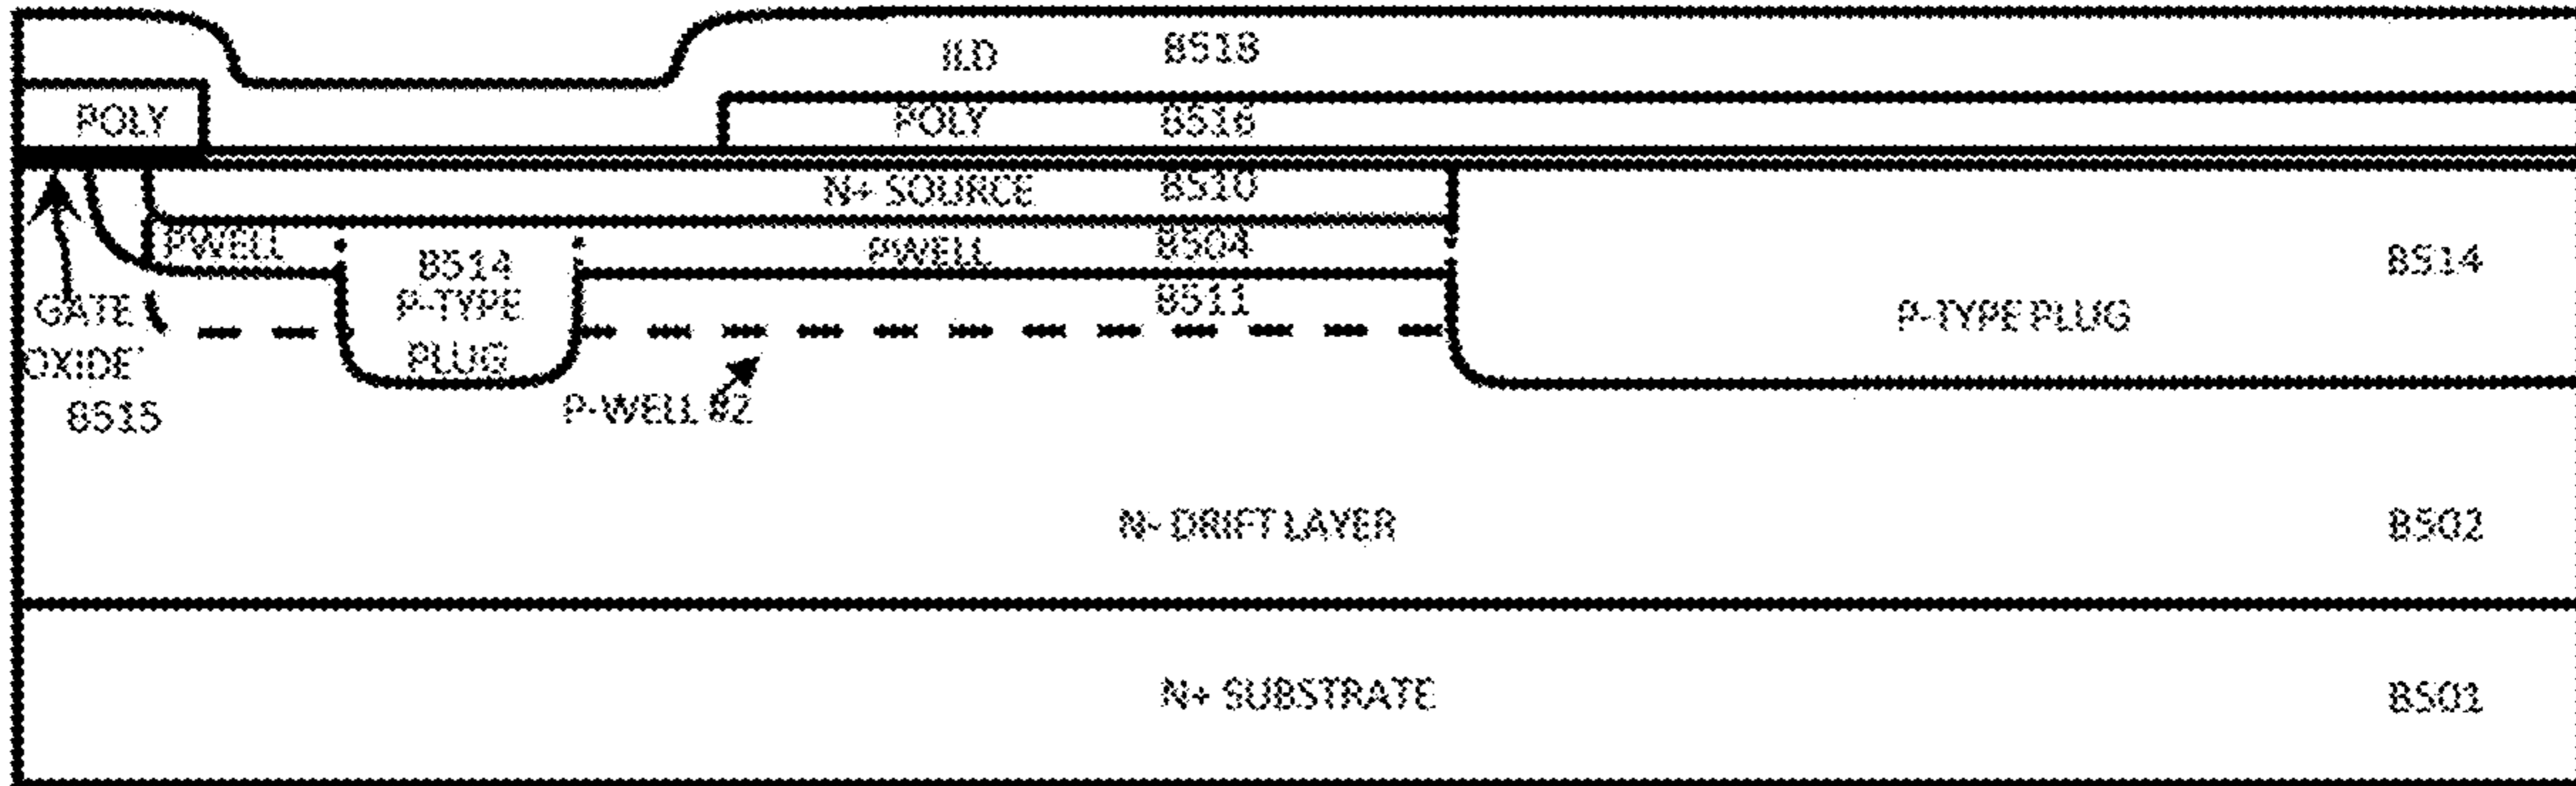 ILD 8518
POLY
POLY 8516
N+ SOURCE 8510
PWELL
8514
P-TYPE
PLUG
PWELL 8504
8511
8514
P-TYPE PLUG
GATE
OXIDE
8515
P-WELL #2
N- DRIFT LAYER 8502
N+ SUBSTRATE 8501